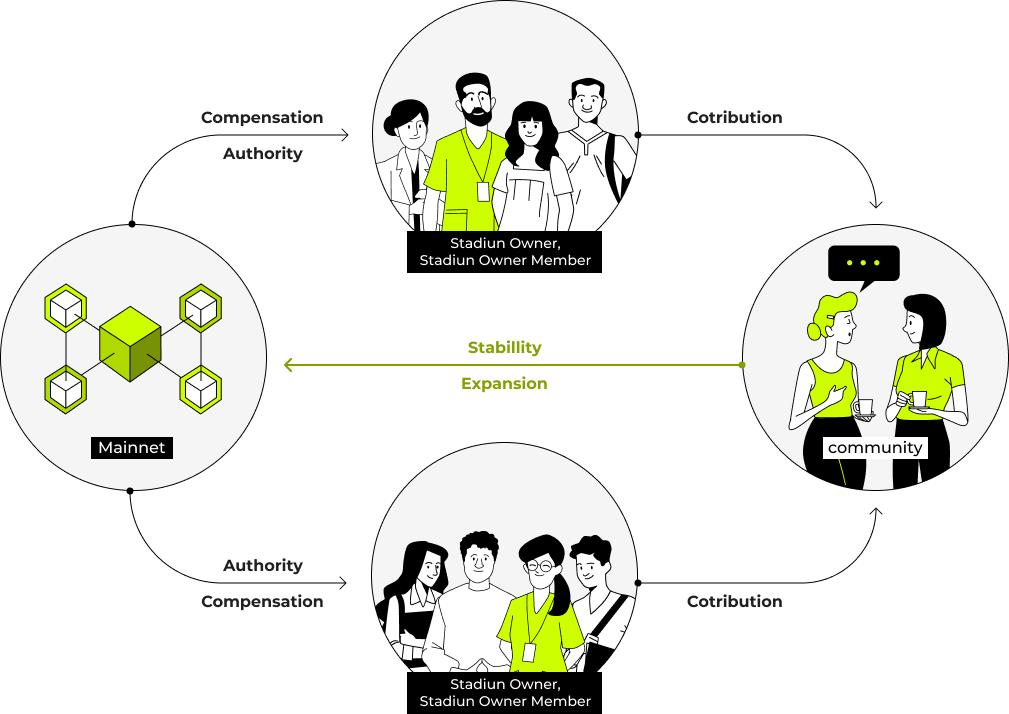 Compensation
Authority
Cotribution
Stadiun Owner,
Stadiun Owner Member
Stabillity
Expansion
Mainnet
community
Authority
Compensation
Cotribution
Stadiun Owner,
Stadiun Owner Member